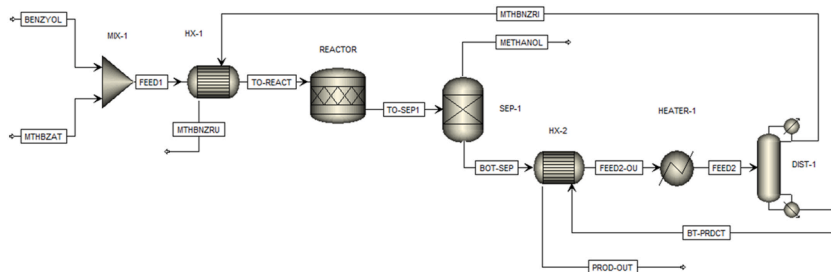 MTHBNZRI
BENZYOL
MIX-1
HX-1
METHANOL
REACTOR
FEED1
TO-REACT
TO-SEP1
SEP-1
HEATER-1
HX-2
MTHBNZRU
MTHBZAT
BOT-SEP
FEED2-OU
FEED2
DIST-1
BT-PRDCT
PROD-OUT